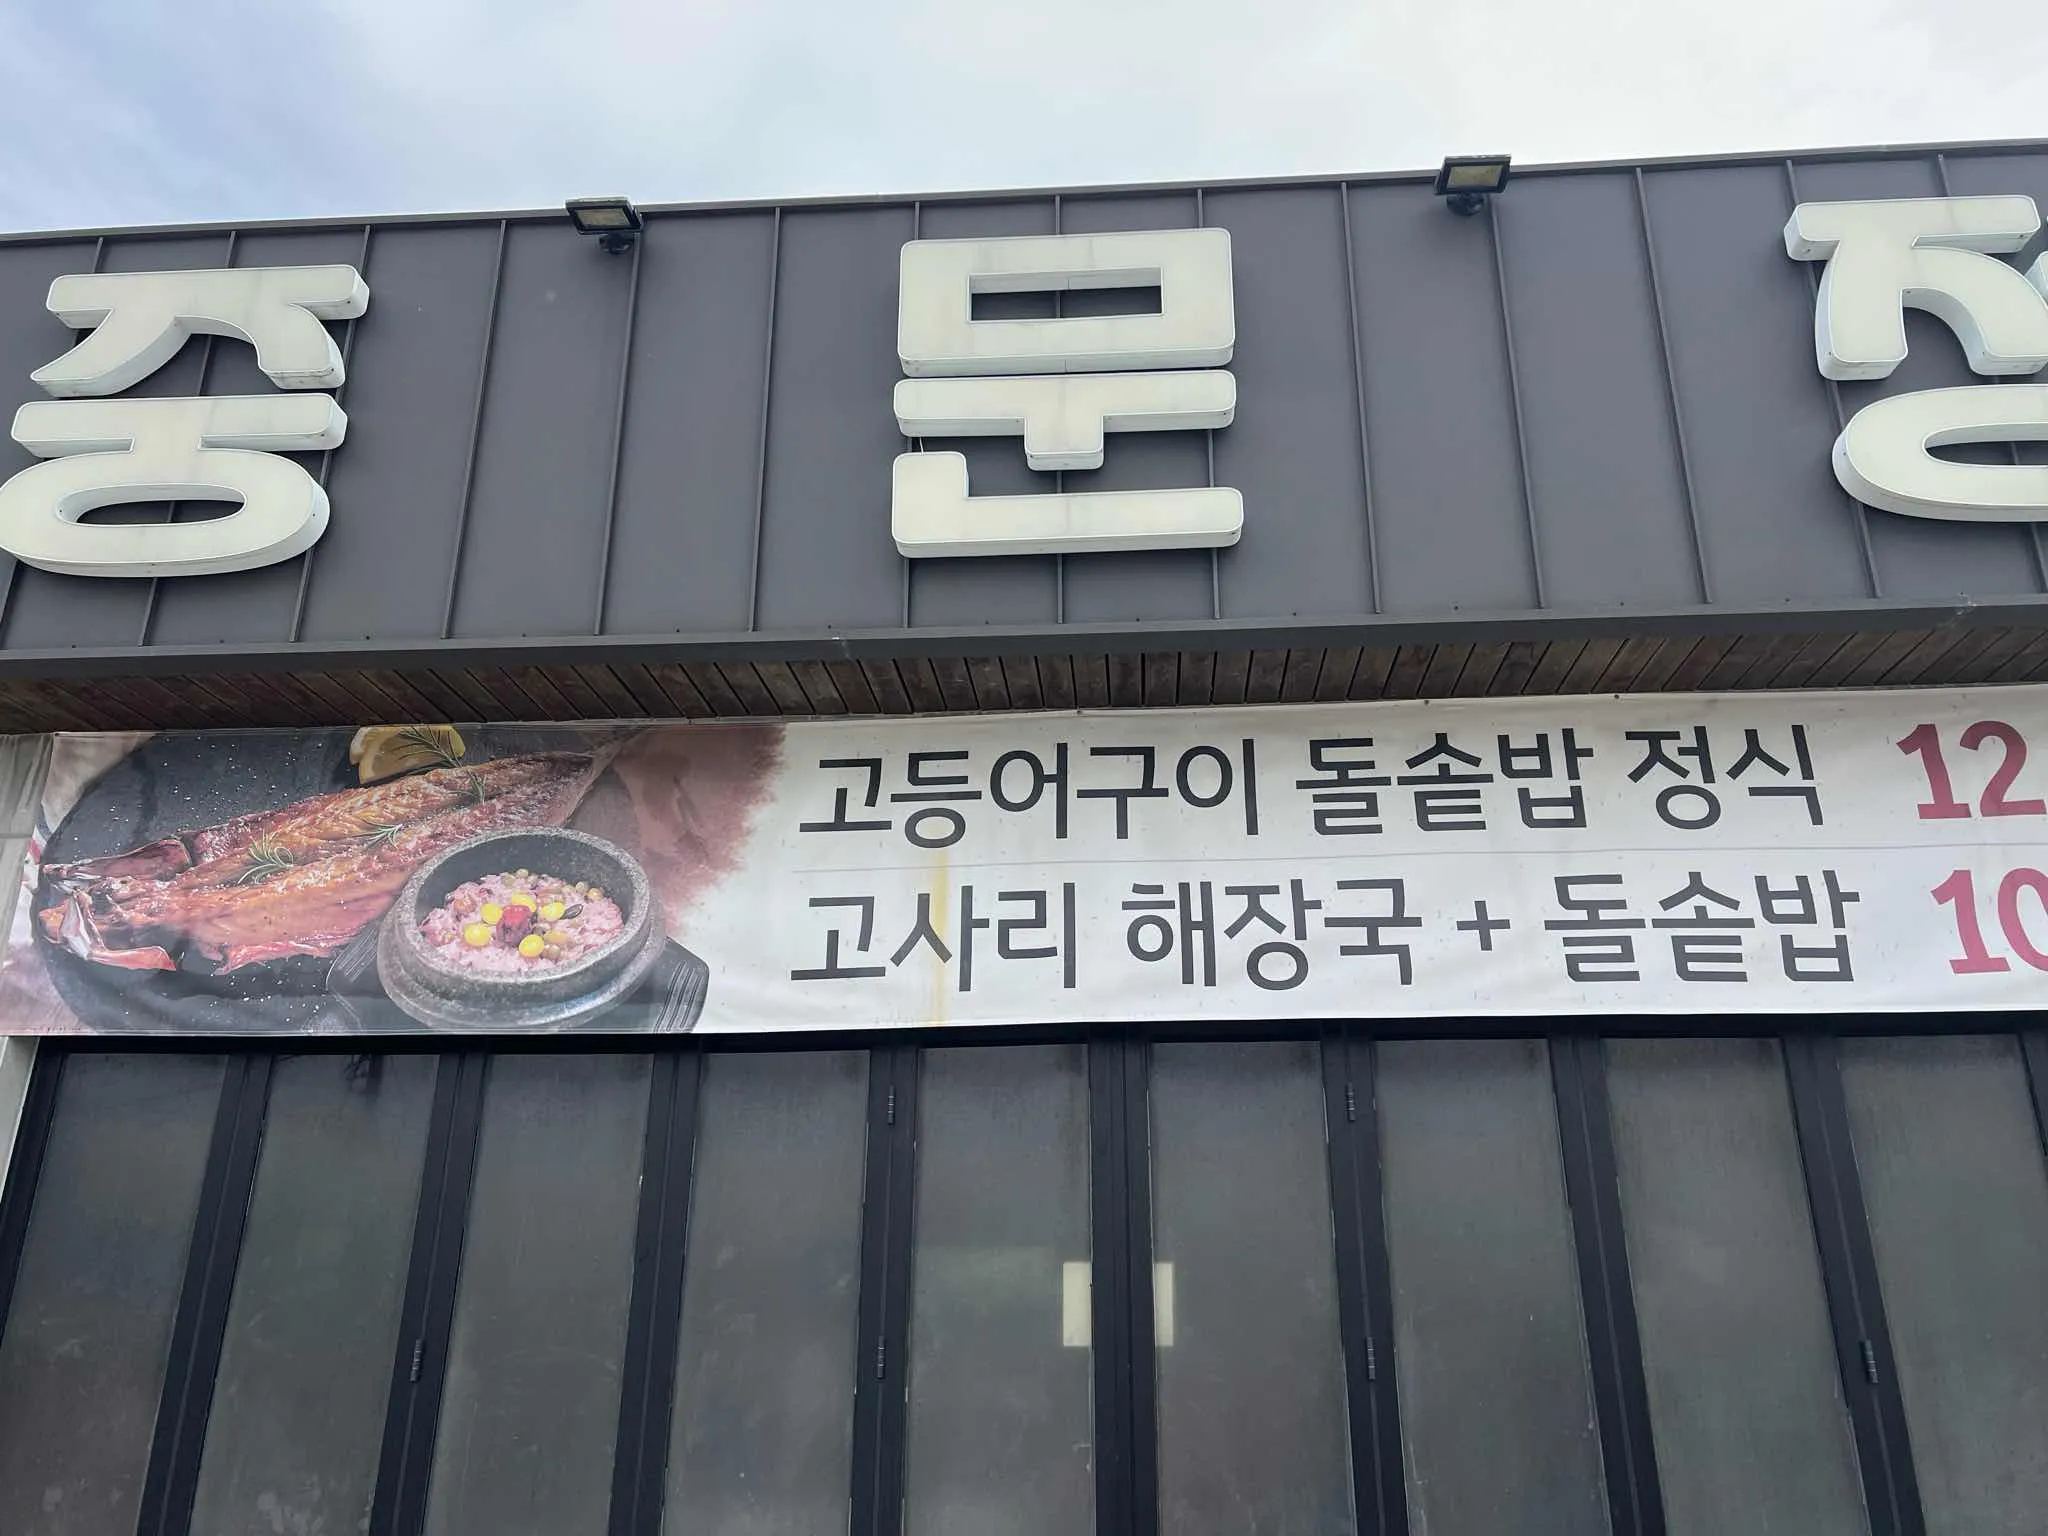 중문
고등어구이 돌솥밥 정식 12
고사리 해장국 + 돌솥밥 10